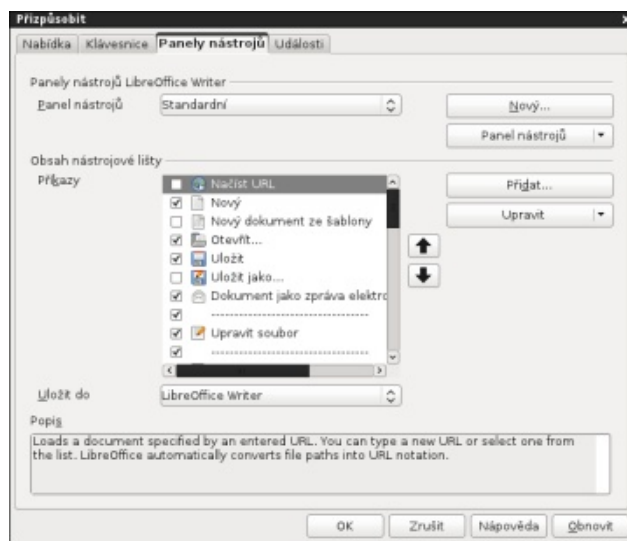 Přizpůsobit
Nabídka Klávesnice Panely nástrojů Události
Panely nástrojů LibreOffice Writer
Panel nástrojů Standardní Nový...
Panel nástrojů
Obsah nástrojové lišty
Příkazy Načíst URL Přidat...
Nový Upravit
Nový dokument ze šablony
Otevřít...
Uložit
Uložit jako...
Dokument jako zpráva elektro
----------------------------------
Upravit soubor
----------------------------------
Uložit do LibreOffice Writer
Popis
Loads a document specified by an entered URL. You can type a new URL or select one from
the list. LibreOffice automatically converts file paths into URL notation.
OK Zrušit Nápověda Obnovit